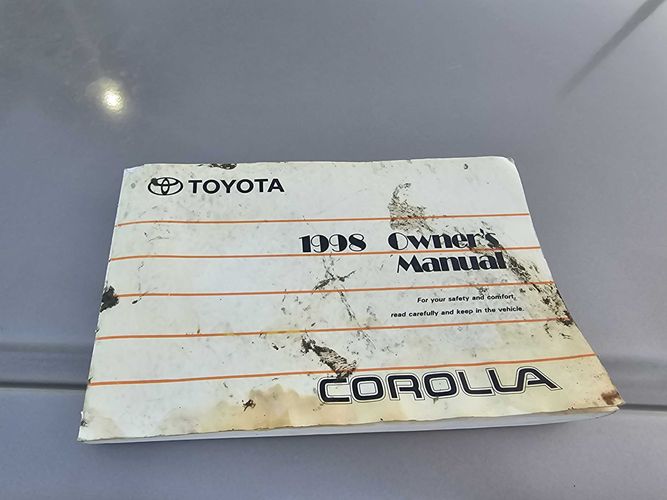 TOYOTA
1998 Owner's
Manual
For your safety and comfort,
read carefully and keep in the vehicle.
COROLLA